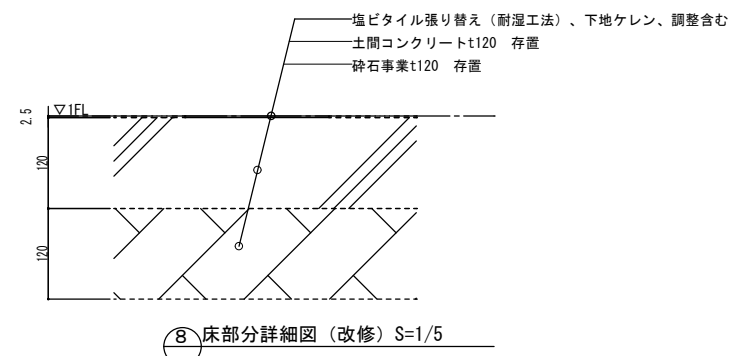 塩ビタイル張り替え（耐湿工法）、下地ケレン、調整含む
土間コンクリートt120　存置
砕石事業t120　存置
▽1FL
2.5
120
120
8 床部分詳細図（改修）S=1/5